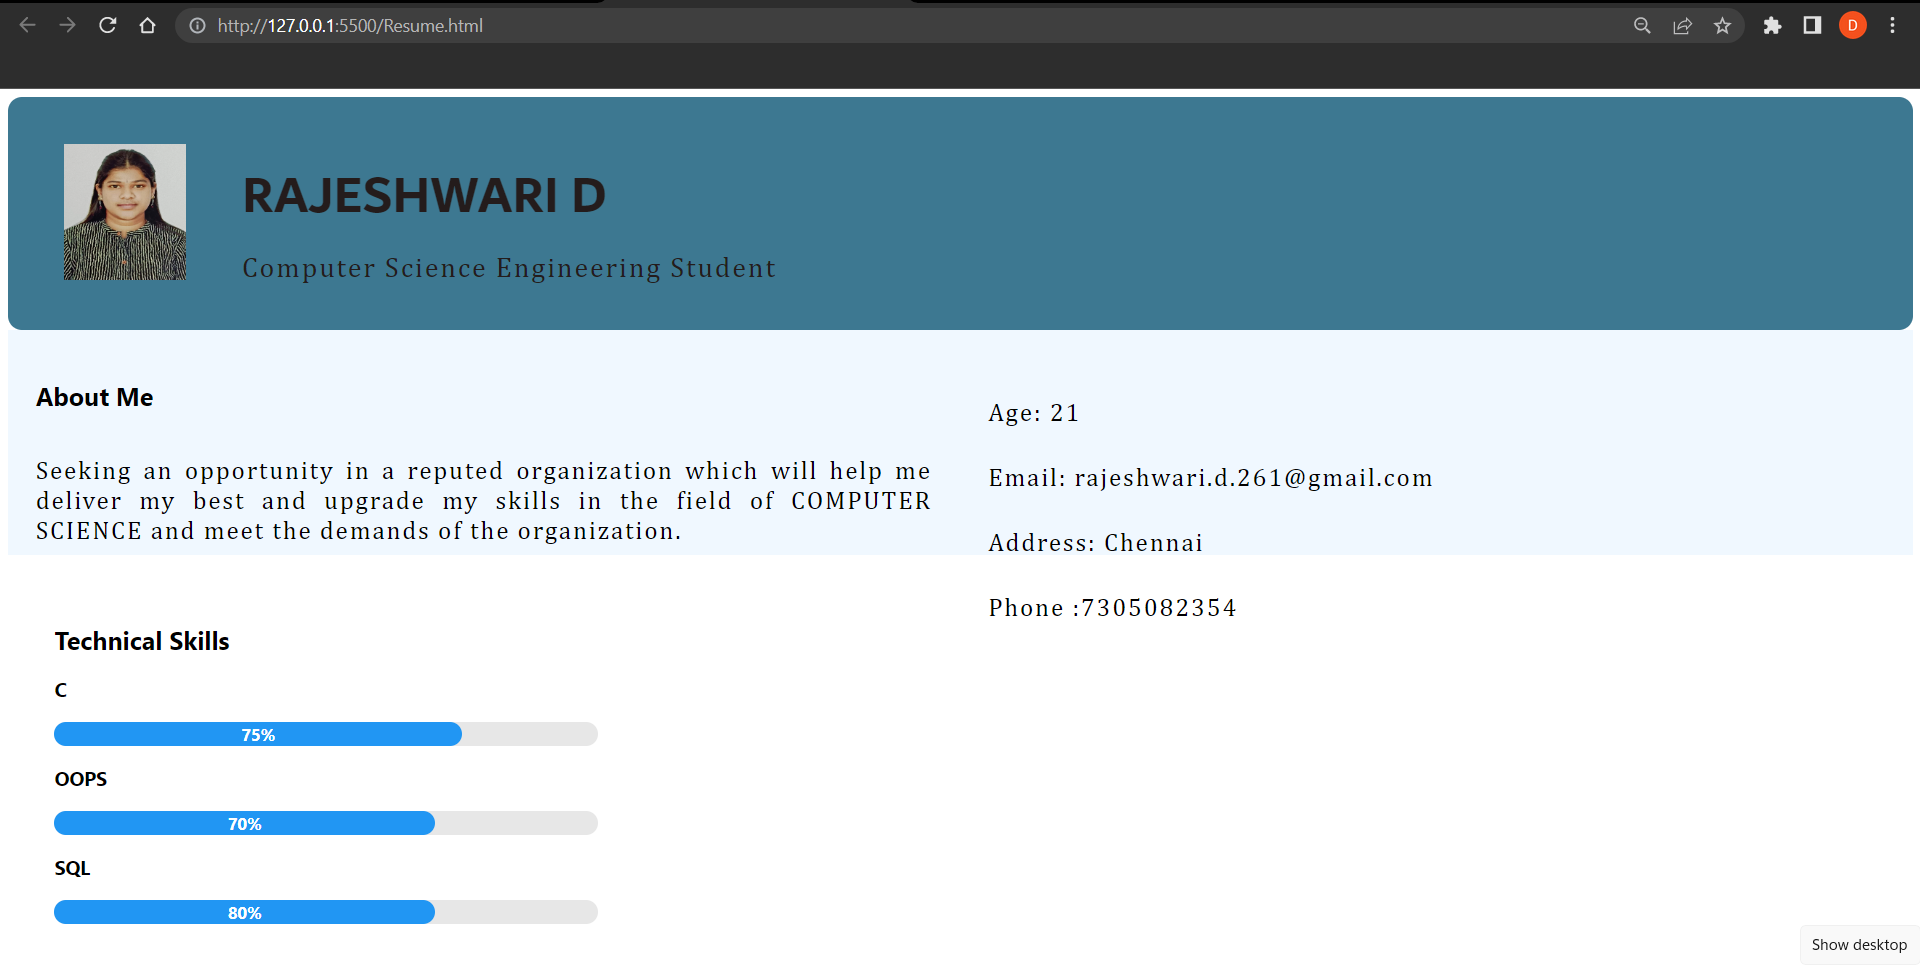 http://127.0.0.1:5500/Resume.html
D
RAJESHWARI D
Computer Science Engineering Student
About Me
Seeking an opportunity in a reputed organization which will help me
deliver my best and upgrade my skills in the field of COMPUTER
SCIENCE and meet the demands of the organization.
Age: 21
Email: rajeshwari.d.261@gmail.com
Address: Chennai
Phone :7305082354
Technical Skills
C
75%
OOPS
70%
SQL
80%
Show desktop